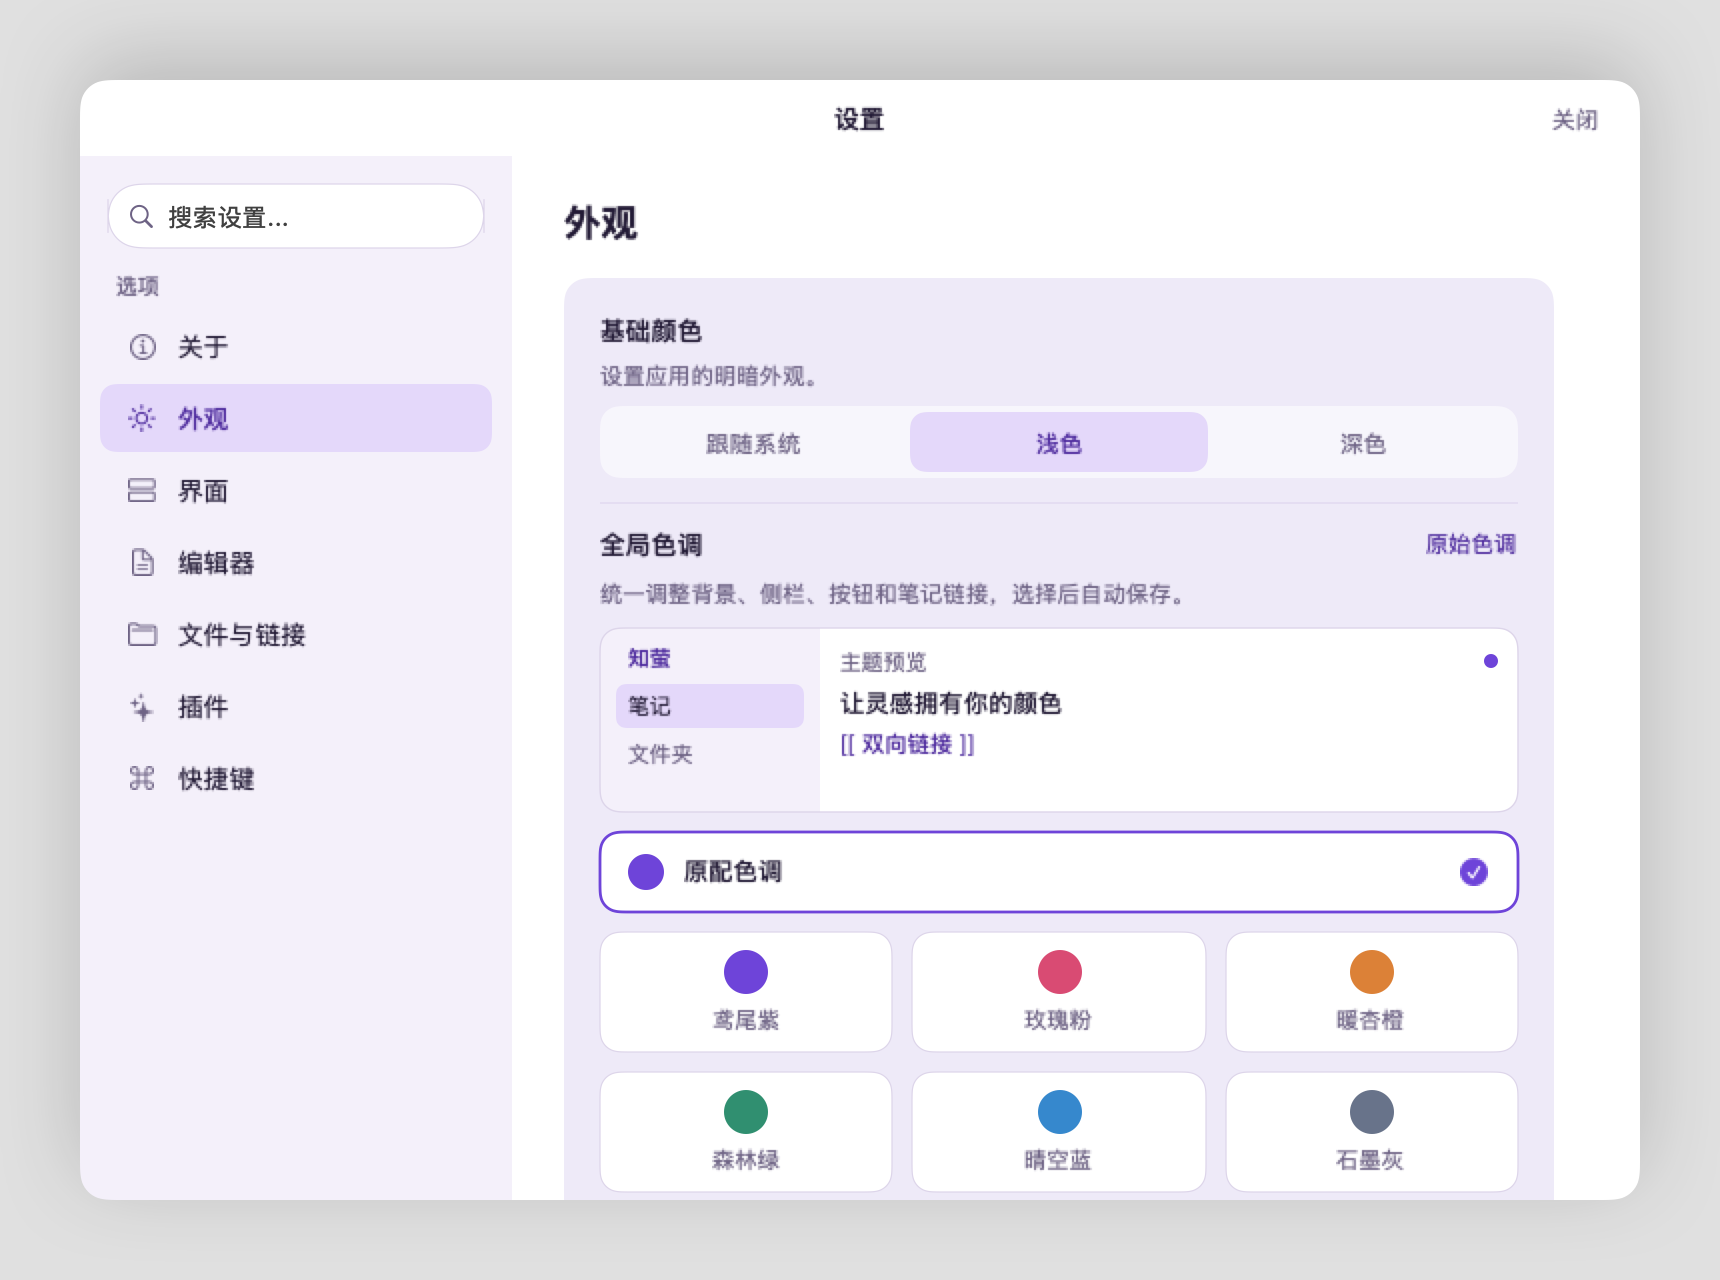 设置
关闭
搜索设置...
选项
关于
外观
界面
编辑器
文件与链接
插件
快捷键
外观
基础颜色
设置应用的明暗外观。
跟随系统
浅色
深色
全局色调
原始色调
统一调整背景、侧栏、按钮和笔记链接，选择后自动保存。
知萤
笔记
文件夹
主题预览
让灵感拥有你的颜色
[[ 双向链接 ]]
原配色调
鸢尾紫
玫瑰粉
暖杏橙
森林绿
晴空蓝
石墨灰